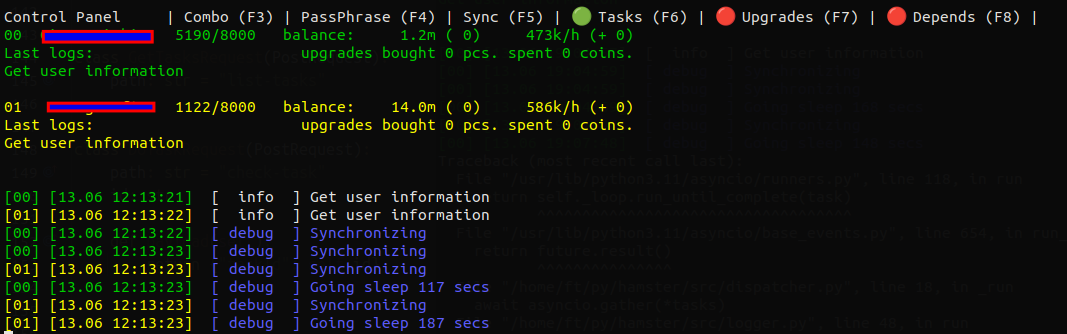 Control Panel | Combo (F3) | PassPhrase (F4) | Sync (F5) | Tasks (F6) | Upgrades (F7) | Depends (F8) |
00 5190/8000 balance: 1.2m ( 0) 473k/h (+ 0)
Last logs: upgrades bought 0 pcs. spent 0 coins.
Get user information
01 1122/8000 balance: 14.0m ( 0) 586k/h (+ 0)
Last logs: upgrades bought 0 pcs. spent 0 coins.
Get user information
[00] [13.06 12:13:21] [ info ] Get user information
[01] [13.06 12:13:22] [ info ] Get user information
[00] [13.06 12:13:22] [ debug ] Synchronizing
[00] [13.06 12:13:23] [ debug ] Synchronizing
[01] [13.06 12:13:23] [ debug ] Synchronizing
[00] [13.06 12:13:23] [ debug ] Going sleep 117 secs
[01] [13.06 12:13:23] [ debug ] Synchronizing
[01] [13.06 12:13:23] [ debug ] Going sleep 187 secs